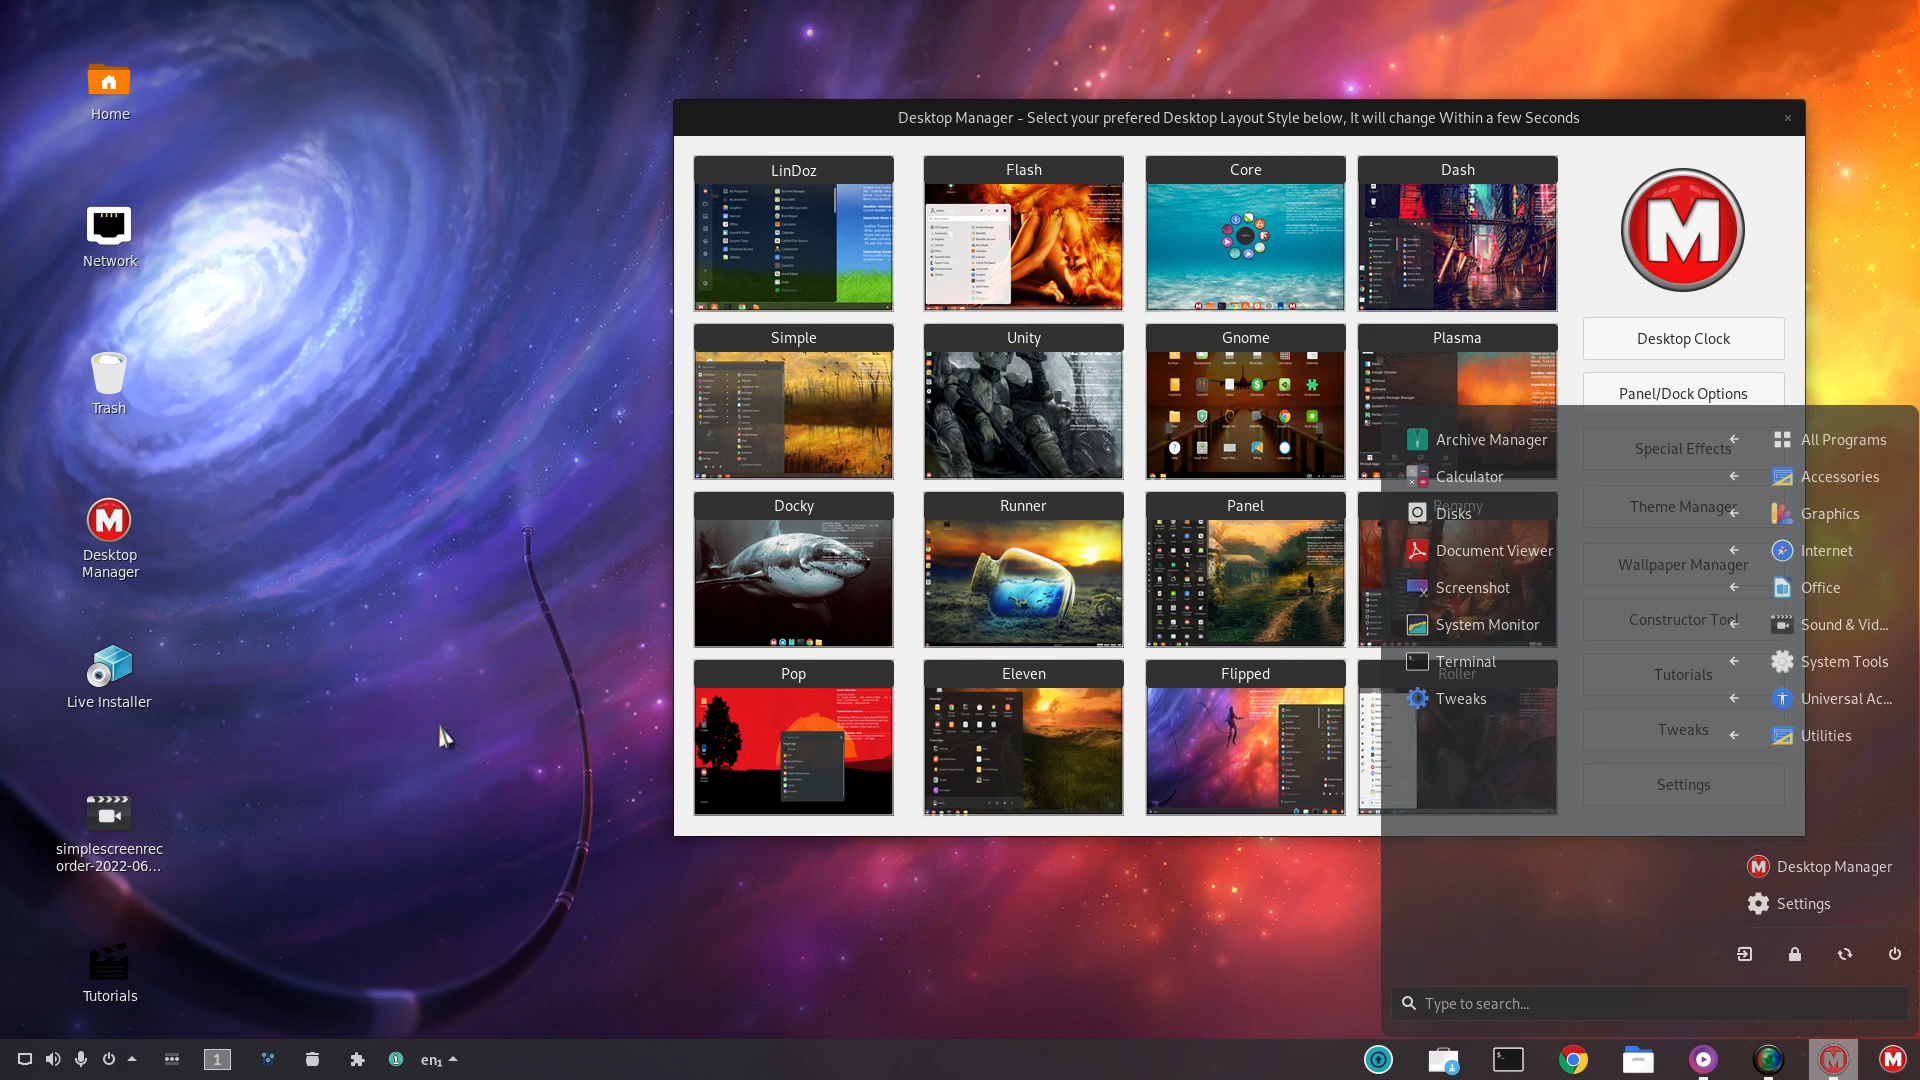 Home
Network
Trash
Desktop
Manager
Live Installer
simplescreenrec
order-2022-06...
Tutorials
Desktop Manager - Select your prefered Desktop Layout Style below, It will change Within a few Seconds
LinDoz
Flash
Core
Dash
Simple
Unity
Gnome
Plasma
Docky
Runner
Panel
Remmy
Pop
Eleven
Flipped
Roller
M
Desktop Clock
Panel/Dock Options
Special Effects
Theme Manager
Wallpaper Manager
Constructor Tool
Tutorials
Tweaks
Settings
Archive Manager
Calculator
Disks
Document Viewer
Screenshot
System Monitor
Terminal
Tweaks
All Programs
Accessories
Graphics
Internet
Office
Sound & Vid...
System Tools
Universal Ac...
Utilities
Desktop Manager
Settings
Type to search...
1
en₁